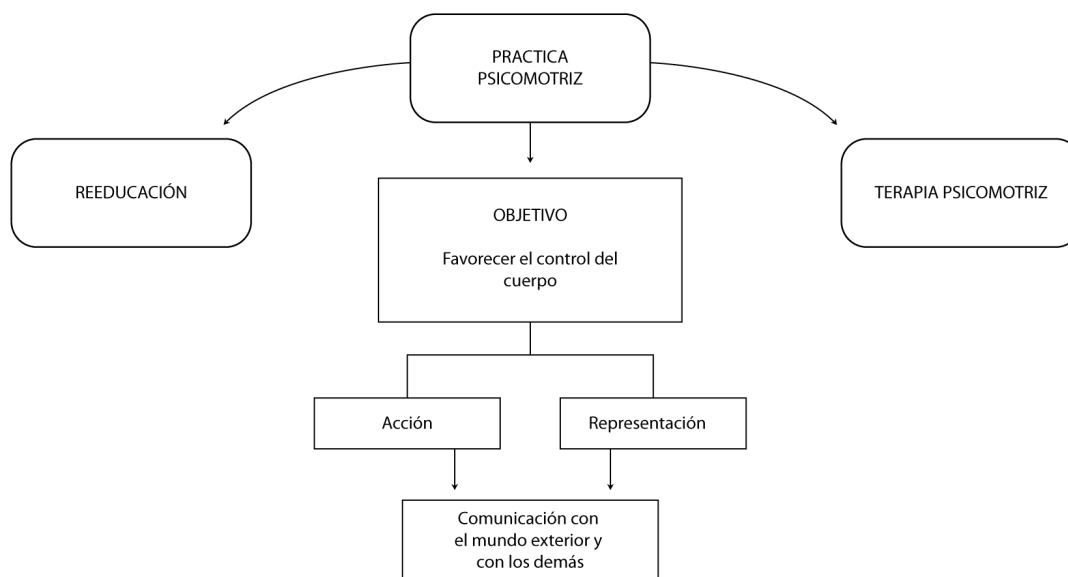 PRACTICA
PSICOMOTRIZ
REEDUCACIÓN
TERAPIA PSICOMOTRIZ
OBJETIVO
Favorecer el control del
cuerpo
Acción
Representación
Comunicación con
el mundo exterior y
con los demás